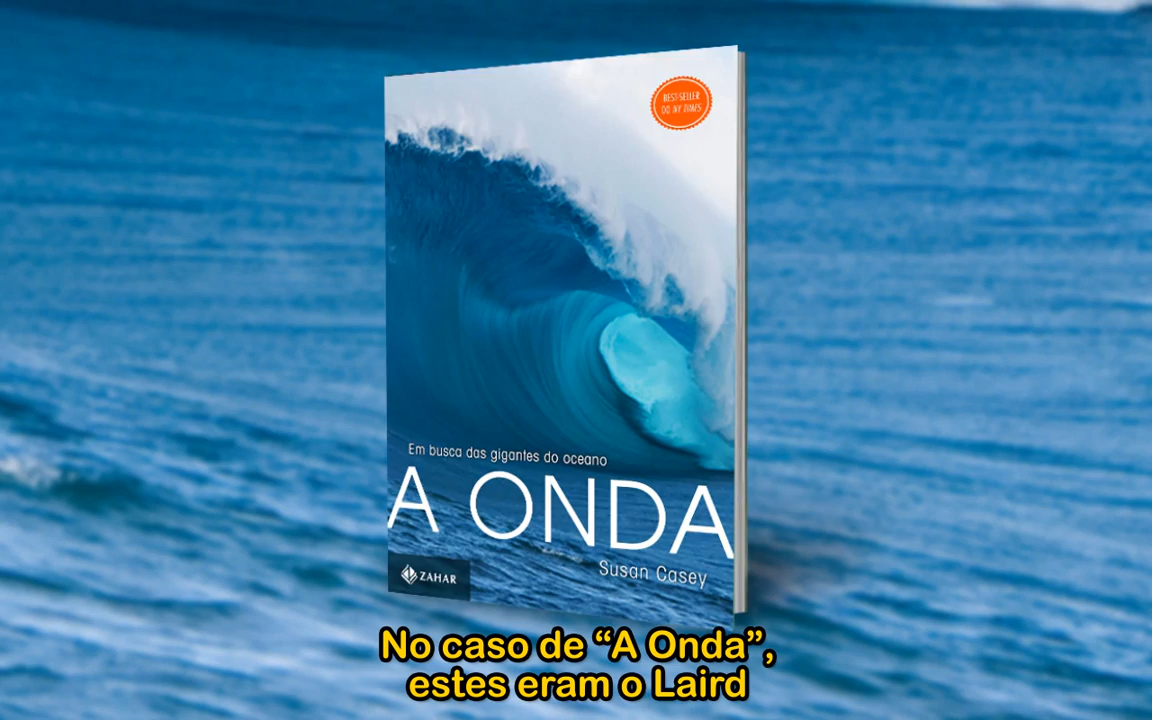 BEST-SELLER
DO NY TIMES
Em busca das gigantes do oceano
A ONDA
Susan Casey
ZAHAR
No caso de “A Onda”,
estes eram o Laird